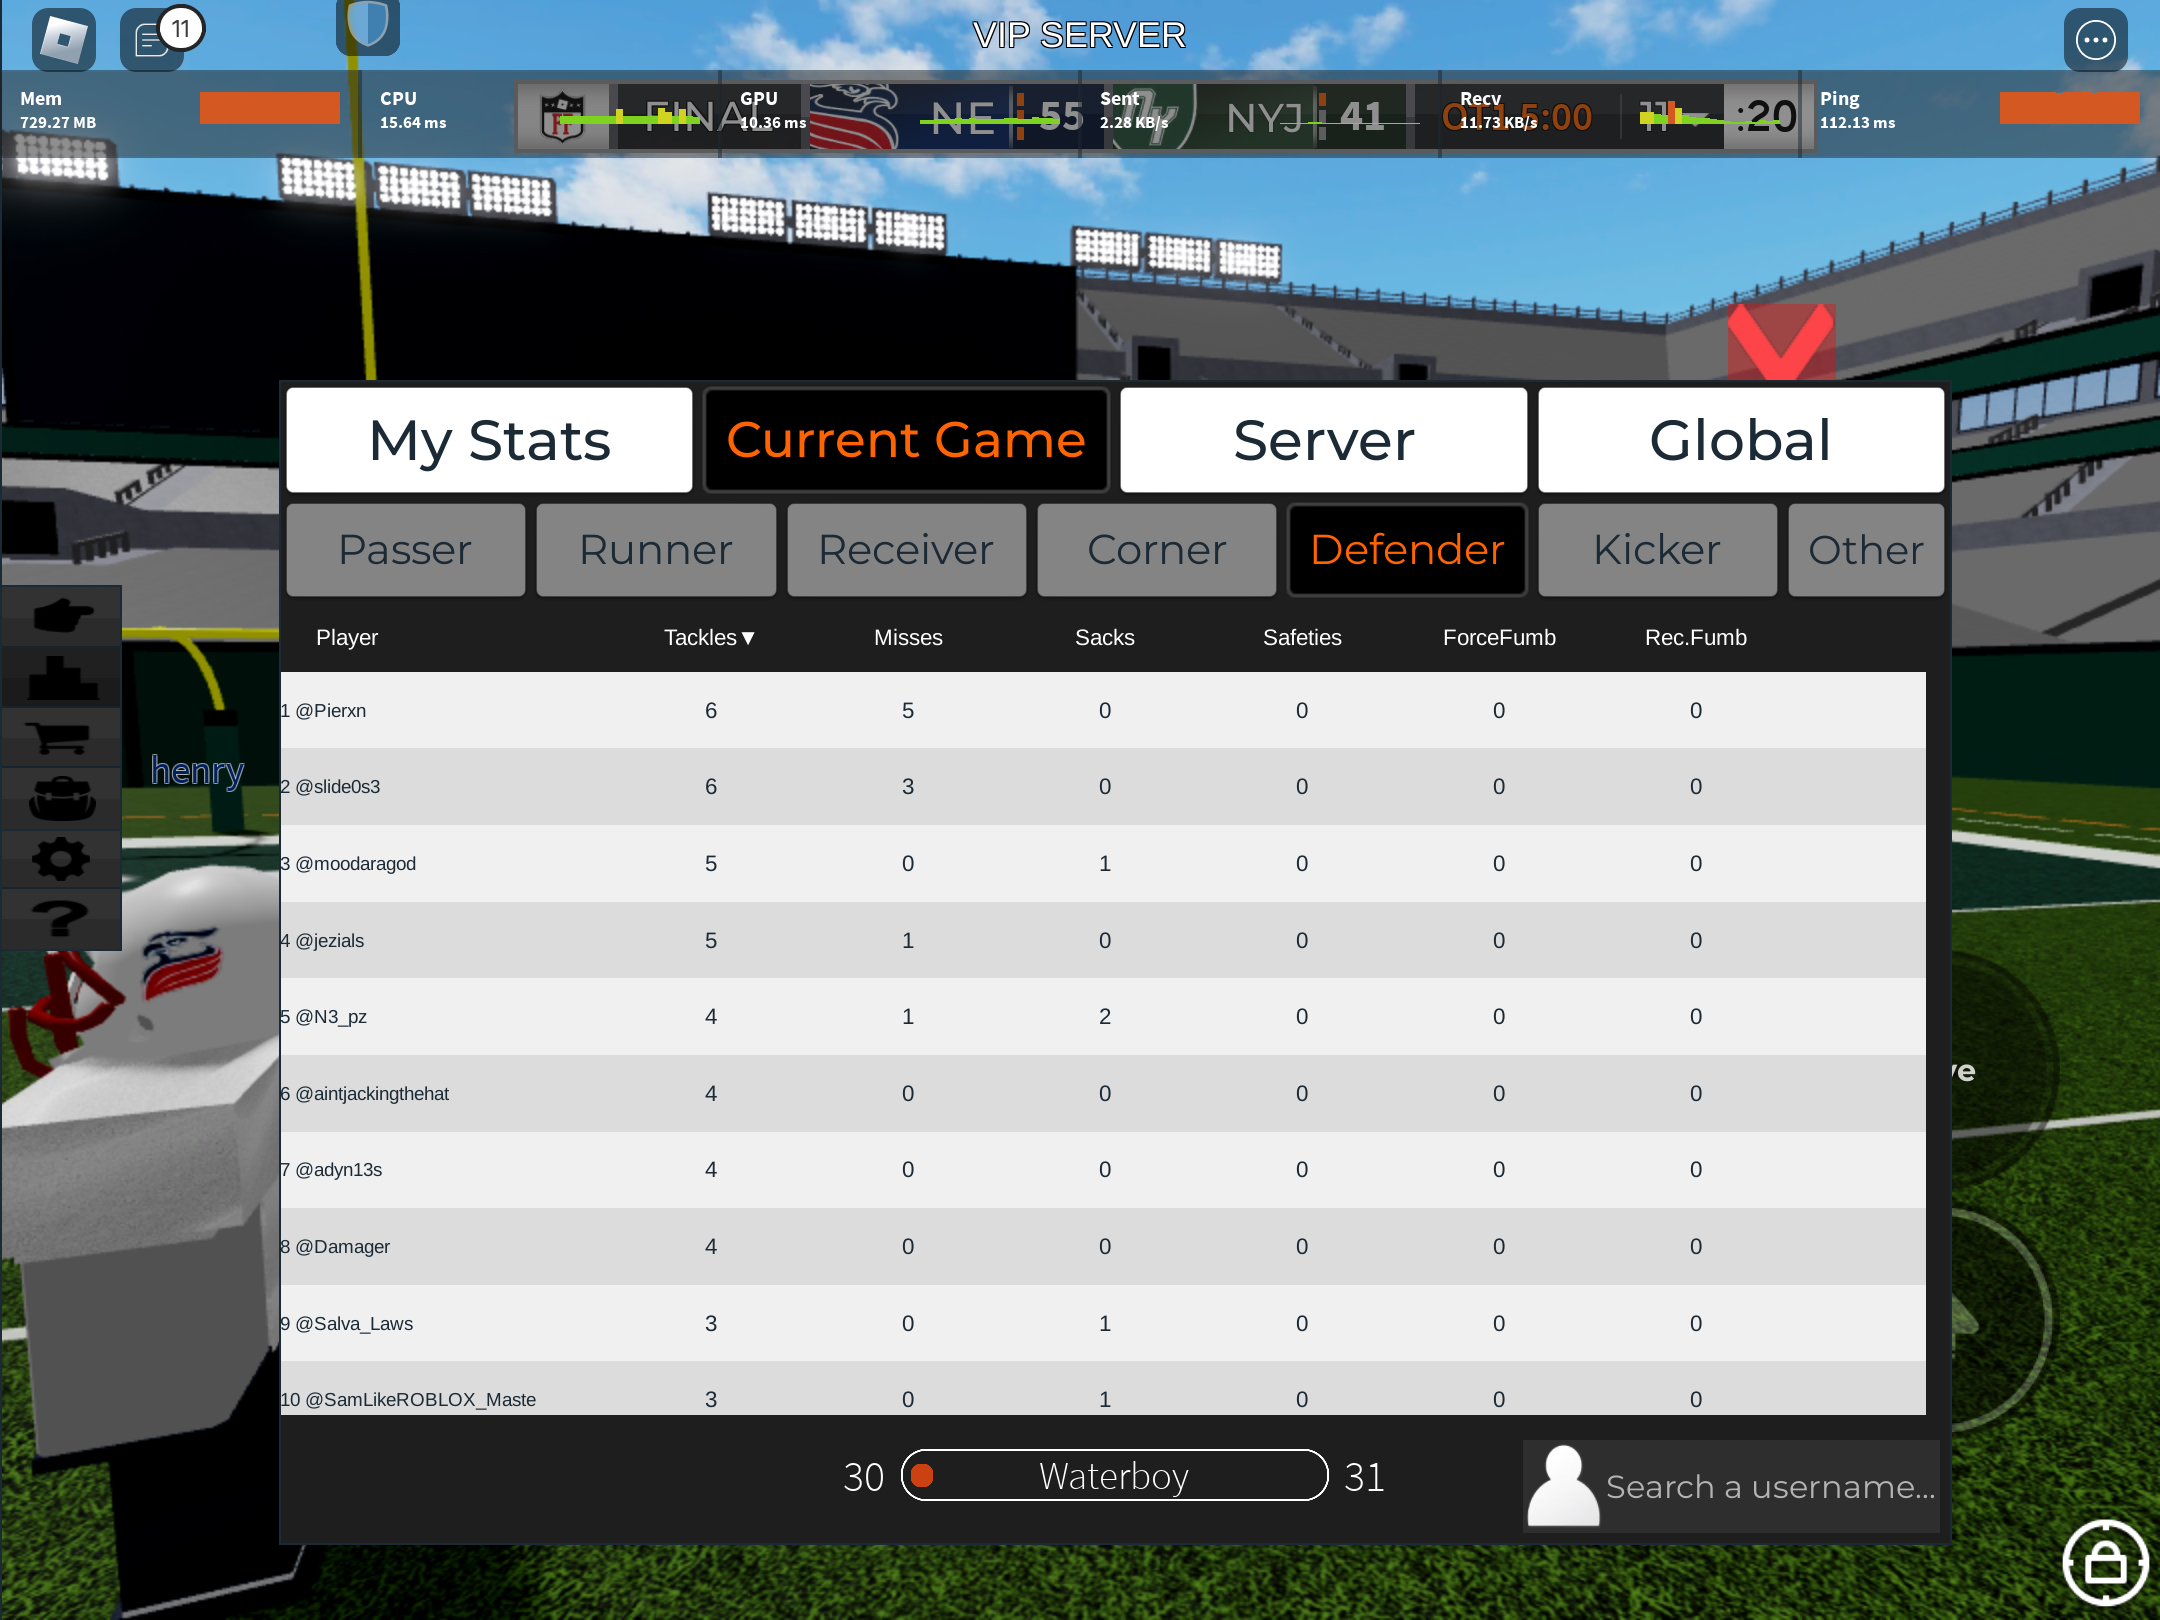 11
VIP SERVER
Mem
729.27 MB
CPU
15.64 ms
GPU
10.36 ms
Sent
2.28 KB/s
Recv
11.73 KB/s
Ping
112.13 ms
NE 55
NYJ 41
OT1 5:00
:20
My Stats Current Game Server Global
Passer Runner Receiver Corner Defender Kicker Other
Player Tackles▼ Misses Sacks Safeties ForceFumb Rec.Fumb
1 @Pierxn 6 5 0 0 0 0
2 @slide0s3 6 3 0 0 0 0
3 @moodaragod 5 0 1 0 0 0
4 @jezials 5 1 0 0 0 0
5 @N3_pz 4 1 2 0 0 0
6 @aintjackingthehat 4 0 0 0 0 0
7 @adyn13s 4 0 0 0 0 0
8 @Damager 4 0 0 0 0 0
9 @Salva_Laws 3 0 1 0 0 0
10 @SamLikeROBLOX_Maste 3 0 1 0 0 0
henry
30 Waterboy 31
Search a username...